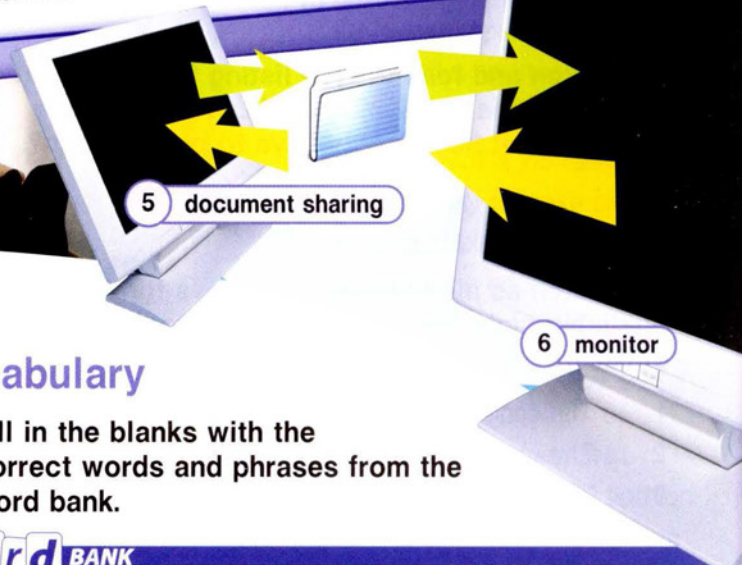 5 document sharing
6 monitor
abulary
ll in the blanks with the
orrect words and phrases from the
ord bank.
rd BANK